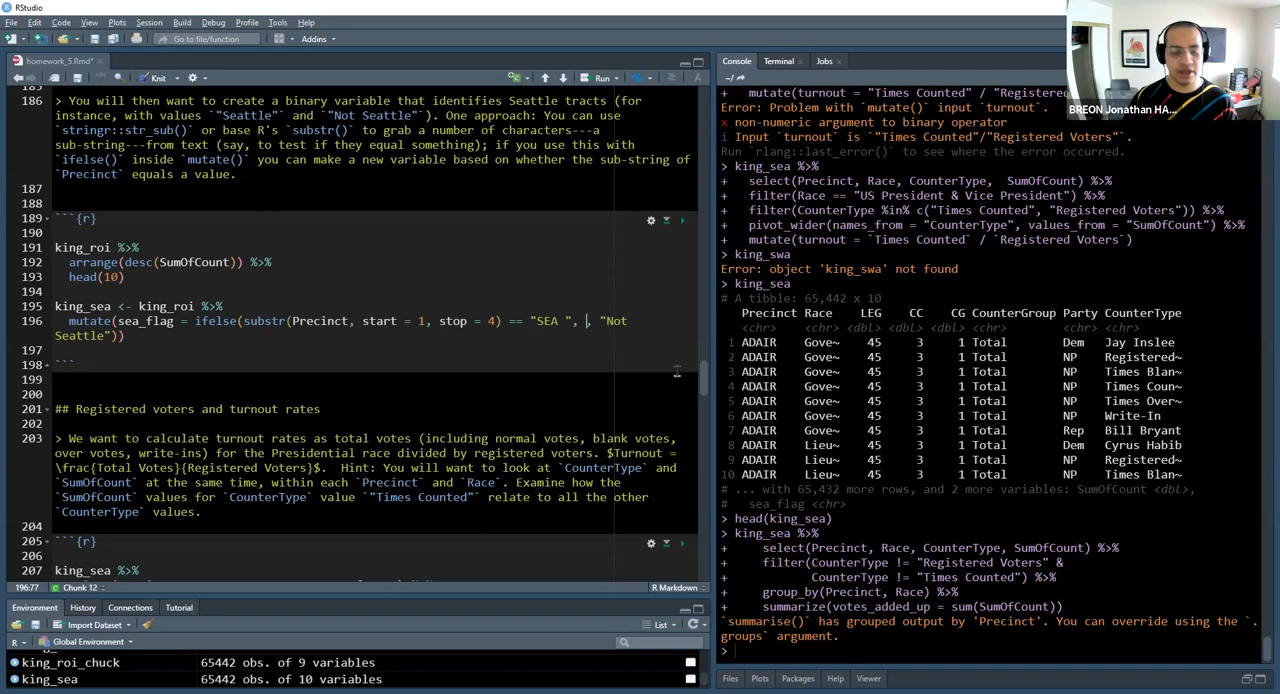 RStudio
File Edit Code View Plots Session Build Debug Profile Tools Help
Go to file/function Addins
homework_5.Rmd*
Knit Run
186 > You will then want to create a binary variable that identifies Seattle tracts (for
instance, with values `"Seattle"` and `"Not Seattle"`). One approach: You can use
`stringr::str_sub()` or base R's `substr()` to grab a number of characters---a
sub-string---from text (say, to test if they equal something); if you use this with
`ifelse()` inside `mutate()` you can make a new variable based on whether the sub-string of
`Precinct` equals a value.
187
188
189 ```{r}
190
191 king_roi %>%
192 arrange(desc(SumOfCount)) %>%
193 head(10)
194
195 king_sea <- king_roi %>%
196 mutate(sea_flag = ifelse(substr(Precinct, start = 1, stop = 4) == "SEA ", , "Not
Seattle"))
197
198 ```
199
200
201 ## Registered voters and turnout rates
202
203 > We want to calculate turnout rates as total votes (including normal votes, blank votes,
over votes, write-ins) for the Presidential race divided by registered voters. $Turnout =
\frac{Total Votes}{Registered Voters}$. Hint: You will want to look at `CounterType` and
`SumOfCount` at the same time, within each `Precinct` and `Race`. Examine how the
`SumOfCount` values for `CounterType` value `"Times Counted"` relate to all the other
`CounterType` values.
204
205 ```{r}
206
207 king_sea %>%
196:77 Chunk 12 R Markdown
Environment History Connections Tutorial
Import Dataset List
R Global Environment
king_roi_chuck 65442 obs. of 9 variables
king_sea 65442 obs. of 10 variables
Console Terminal Jobs
~/
+ mutate(turnout = "Times Counted" / "Registered
Error: Problem with `mutate()` input `turnout`.
x non-numeric argument to binary operator
i Input `turnout` is `"Times Counted"/"Registered Voters"`.
Run `rlang::last_error()` to see where the error occurred.
> king_sea %>%
+ select(Precinct, Race, CounterType, SumOfCount) %>%
+ filter(Race == "US President & Vice President") %>%
+ filter(CounterType %in% c("Times Counted", "Registered Voters")) %>%
+ pivot_wider(names_from = "CounterType", values_from = "SumOfCount") %>%
+ mutate(turnout = `Times Counted` / `Registered Voters`)
> king_swa
Error: object 'king_swa' not found
> king_sea
# A tibble: 65,442 x 10
Precinct Race LEG CC CG CounterGroup Party CounterType
<chr> <chr> <dbl> <dbl> <dbl> <chr> <chr> <chr>
1 ADAIR Gove~ 45 3 1 Total Dem Jay Inslee
2 ADAIR Gove~ 45 3 1 Total NP Registered~
3 ADAIR Gove~ 45 3 1 Total NP Times Blan~
4 ADAIR Gove~ 45 3 1 Total NP Times Coun~
5 ADAIR Gove~ 45 3 1 Total NP Times Over~
6 ADAIR Gove~ 45 3 1 Total NP Write-In
7 ADAIR Gove~ 45 3 1 Total Rep Bill Bryant
8 ADAIR Lieu~ 45 3 1 Total Dem Cyrus Habib
9 ADAIR Lieu~ 45 3 1 Total NP Registered~
10 ADAIR Lieu~ 45 3 1 Total NP Times Blan~
# ... with 65,432 more rows, and 2 more variables: SumOfCount <dbl>,
# sea_flag <chr>
> head(king_sea)
> king_sea %>%
+ select(Precinct, Race, CounterType, SumOfCount) %>%
+ filter(CounterType != "Registered Voters" &
+ CounterType != "Times Counted") %>%
+ group_by(Precinct, Race) %>%
+ summarize(votes_added_up = sum(SumOfCount))
`summarise()` has grouped output by 'Precinct'. You can override using the `.
groups` argument.
>
Files Plots Packages Help Viewer
BREON Jonathan HA...